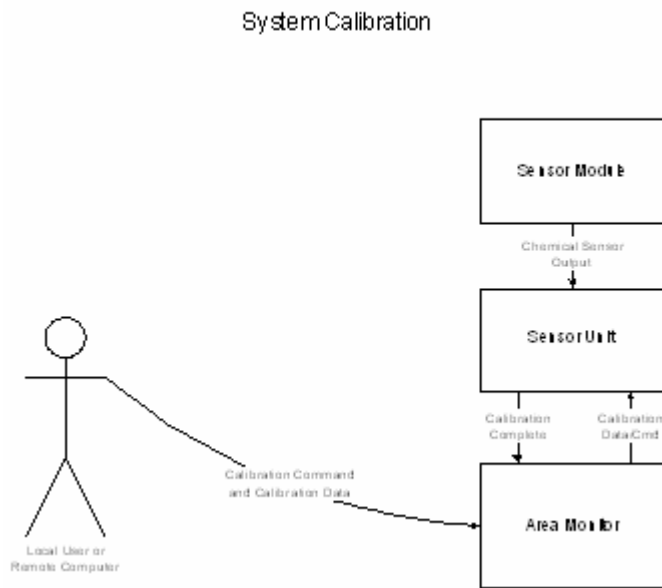 System Calibration
Sensor Module
Chemical Sensor
Output
Sensor Unit
Calibration
Complete
Calibration
Data/Cmd
Calibration Command
and Calibration Data
Area Monitor
Local User or
Remote Computer